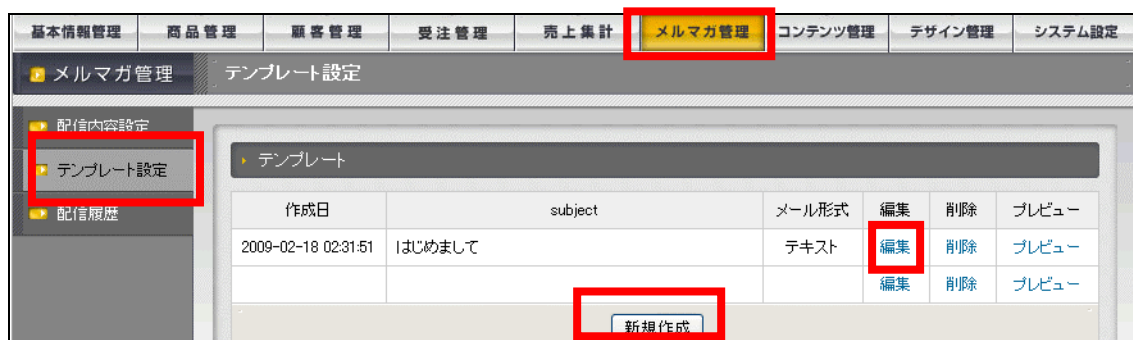 基本情報管理 商品管理 顧客管理 受注管理 売上集計 メルマガ管理 コンテンツ管理 デザイン管理 システム設定
メルマガ管理 テンプレート設定
配信内容設定
テンプレート設定
配信履歴
テンプレート
作成日 subject メール形式 編集 削除 プレビュー
2009-02-18 02:31:51 はじめまして テキスト 編集 削除 プレビュー
編集 削除 プレビュー
新規作成